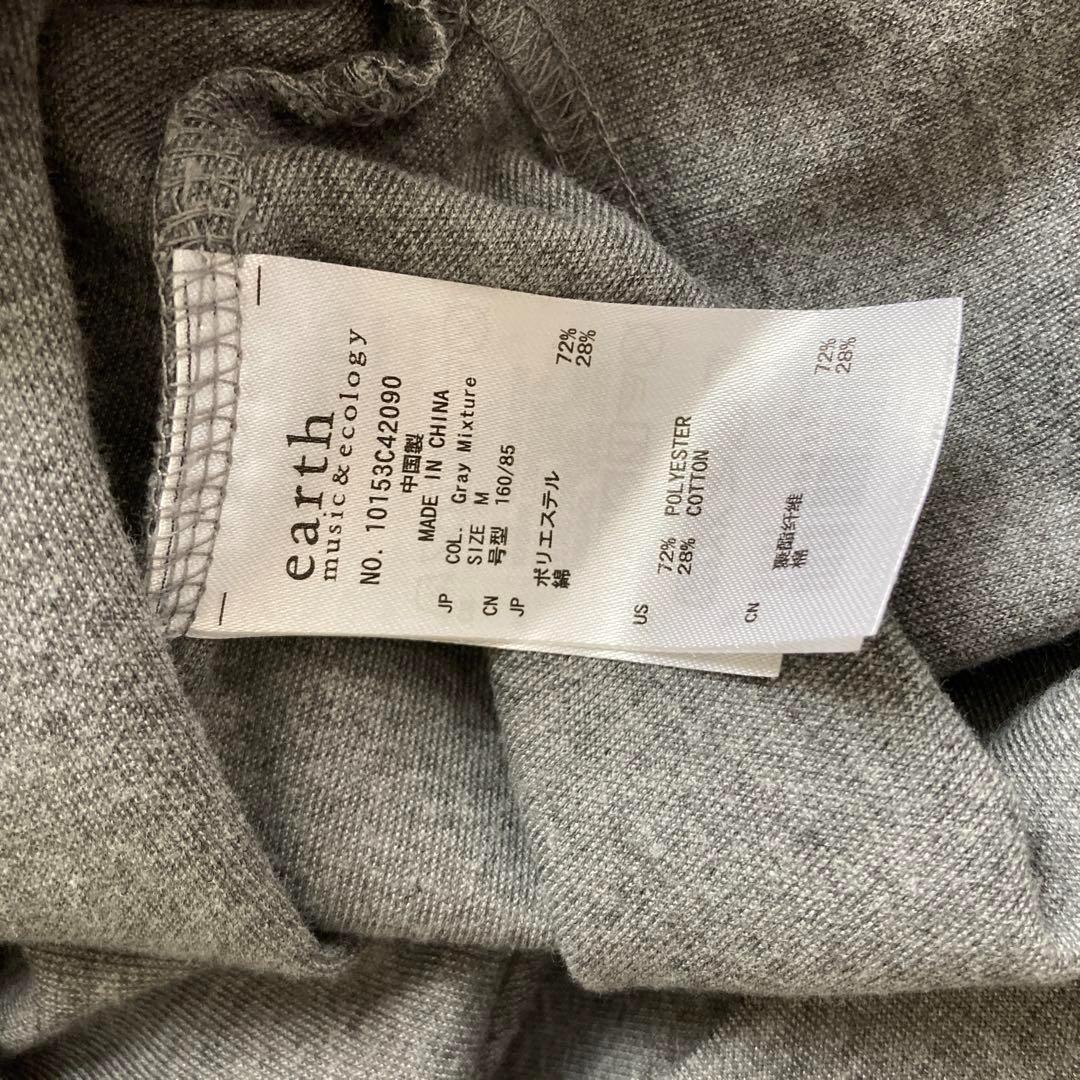 earth
music&ecology
NO. 10153C42090
中国製
MADE IN CHINA
JP COL. Gray Mixture
SIZE M
CN 号型 160/85
JP
ポリエステル 72%
綿 28%
US
72% POLYESTER
28% COTTON
CN
聚酯纤维 72%
棉 28%